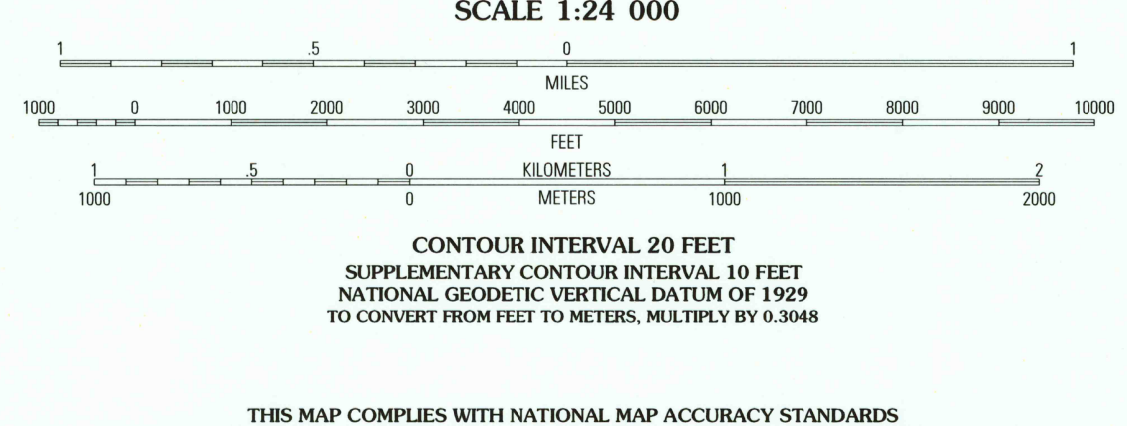 SCALE 1:24 000
1 .5 0 1
MILES
1000 0 1000 2000 3000 4000 5000 6000 7000 8000 9000 10000
FEET
1 .5 0 KILOMETERS 1 2
1000 0 METERS 1000 2000
CONTOUR INTERVAL 20 FEET
SUPPLEMENTARY CONTOUR INTERVAL 10 FEET
NATIONAL GEODETIC VERTICAL DATUM OF 1929
TO CONVERT FROM FEET TO METERS, MULTIPLY BY 0.3048
THIS MAP COMPLIES WITH NATIONAL MAP ACCURACY STANDARDS